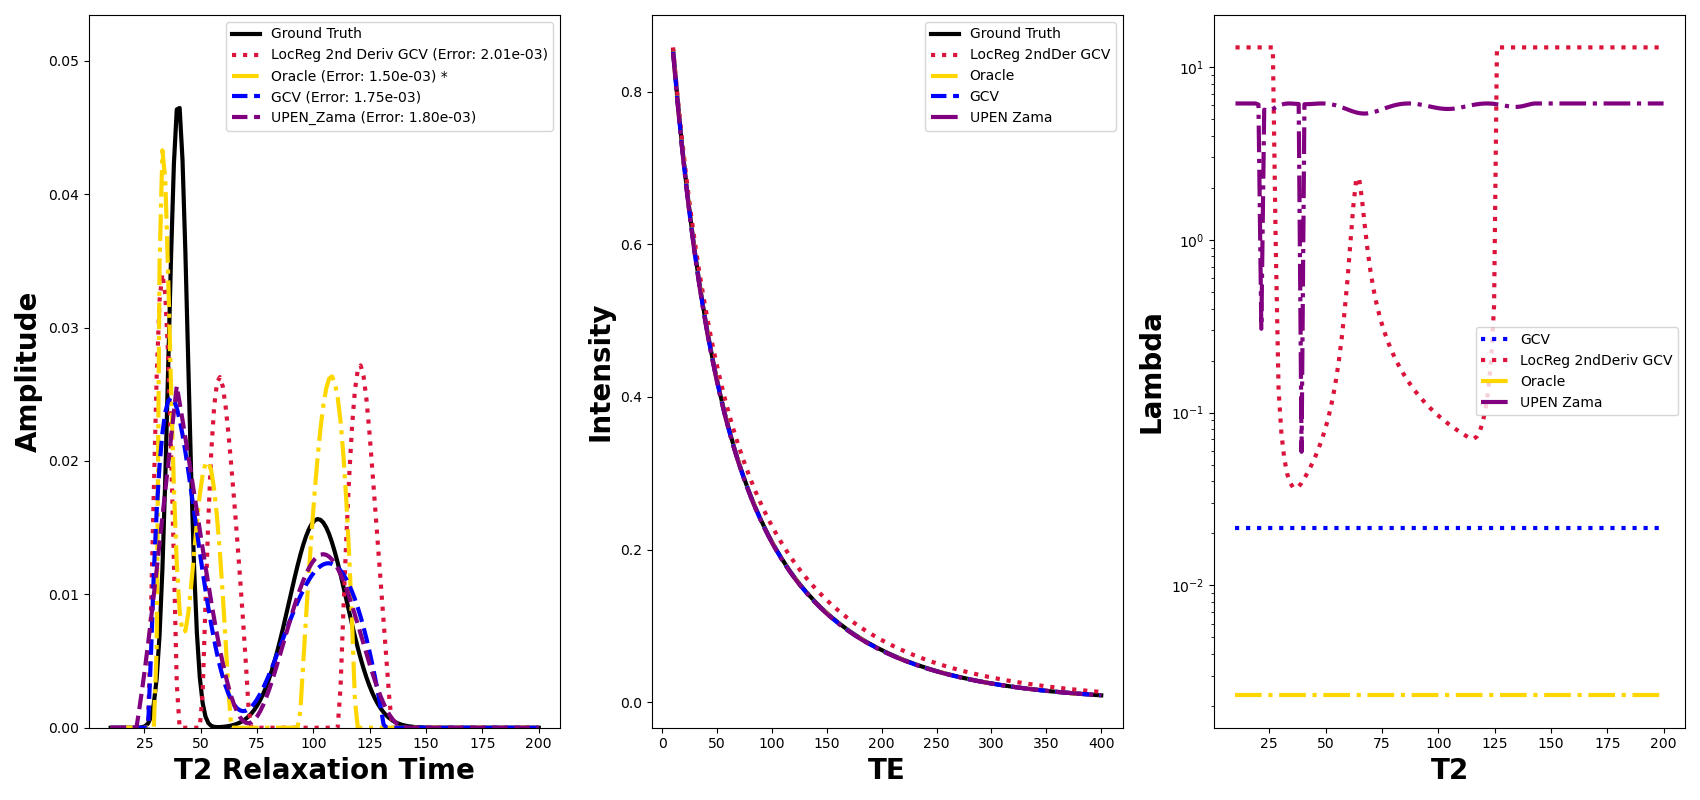 Amplitude
0.05
0.04
0.03
0.02
0.01
0.00
25 50 75 100 125 150 175 200
T2 Relaxation Time
Ground Truth
LocReg 2nd Deriv GCV (Error: 2.01e-03)
Oracle (Error: 1.50e-03) *
GCV (Error: 1.75e-03)
UPEN_Zama (Error: 1.80e-03)
Intensity
0.8
0.6
0.4
0.2
0.0
0 50 100 150 200 250 300 350 400
TE
Ground Truth
LocReg 2ndDer GCV
Oracle
GCV
UPEN Zama
Lambda
10¹
10⁰
10⁻¹
10⁻²
25 50 75 100 125 150 175 200
T2
GCV
LocReg 2ndDeriv GCV
Oracle
UPEN Zama